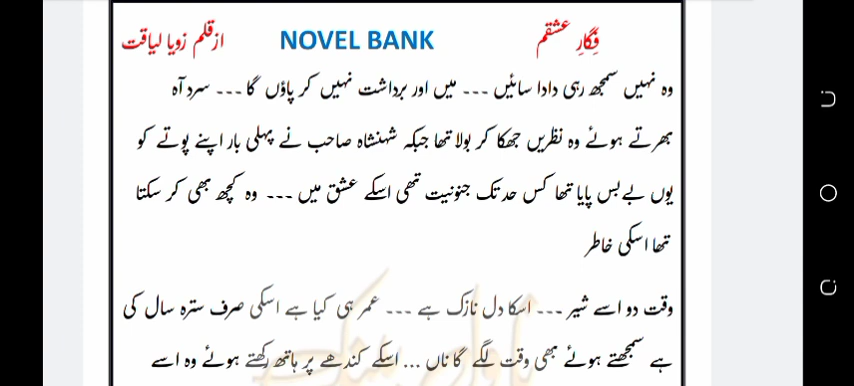 فگارِ عشقم NOVEL BANK ازقلم زویا لیاقت
وہ نہیں سمجھ رہی دادا سائیں ۔۔۔ میں اور برداشت نہیں کر پاؤں گا ۔۔۔ سرد آہ
بھرتے ہوئے وہ نظریں جھکا کر بولا تھا جبکہ شہنشاہ صاحب نے پہلی بار اپنے پوتے کو
یوں بے بس پایا تھا کس حد تک جنونیت تھی اسکے عشق میں ۔۔۔ وہ کچھ بھی کر سکتا
تھا اسکی خاطر
وقت دو اسے شیر ۔۔۔ اسکا دل نازک ہے ۔۔۔ عمر ہی کیا ہے اسکی صرف سترہ سال کی
ہے سمجھتے ہوئے بھی وقت لگے گا ناں ... اسکے کندھے پر ہاتھ رکھتے ہوئے وہ اسے